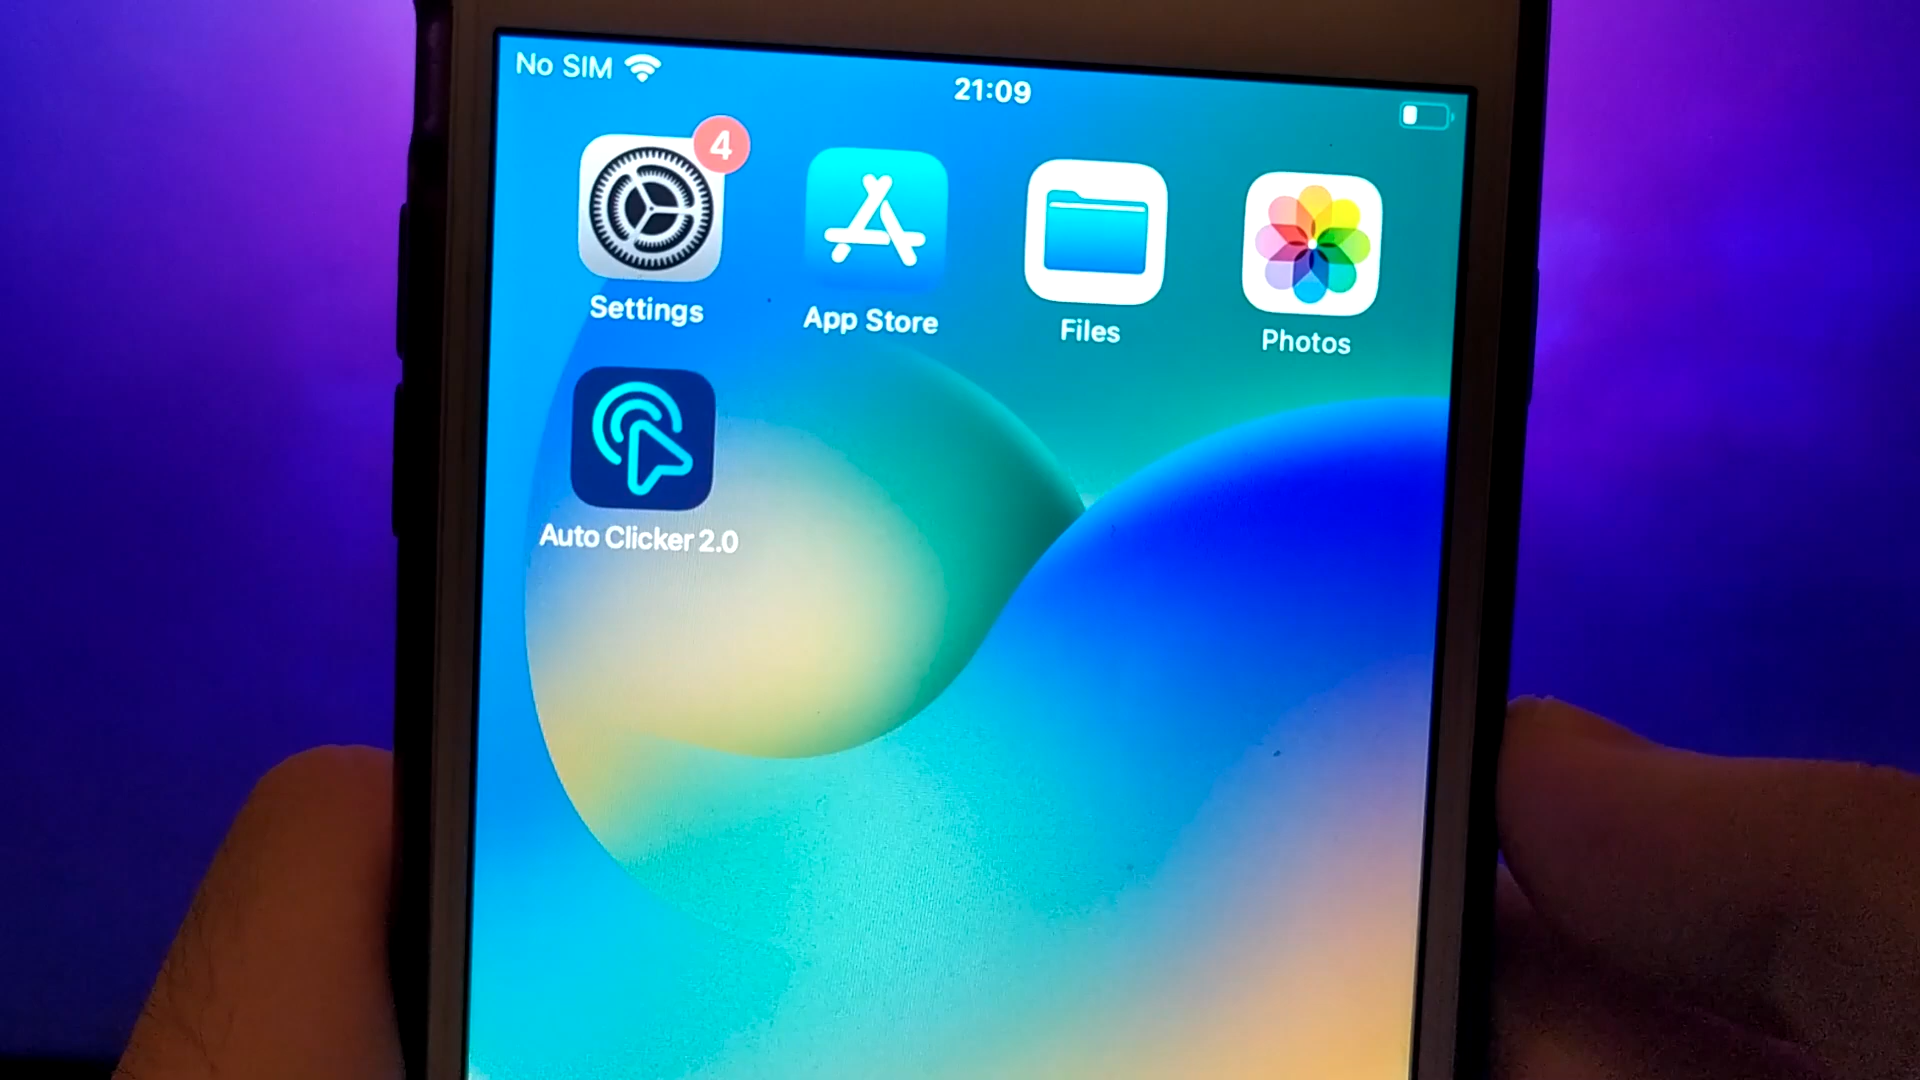 No SIM
21:09
4
Settings
App Store
Files
Photos
Auto Clicker 2.0